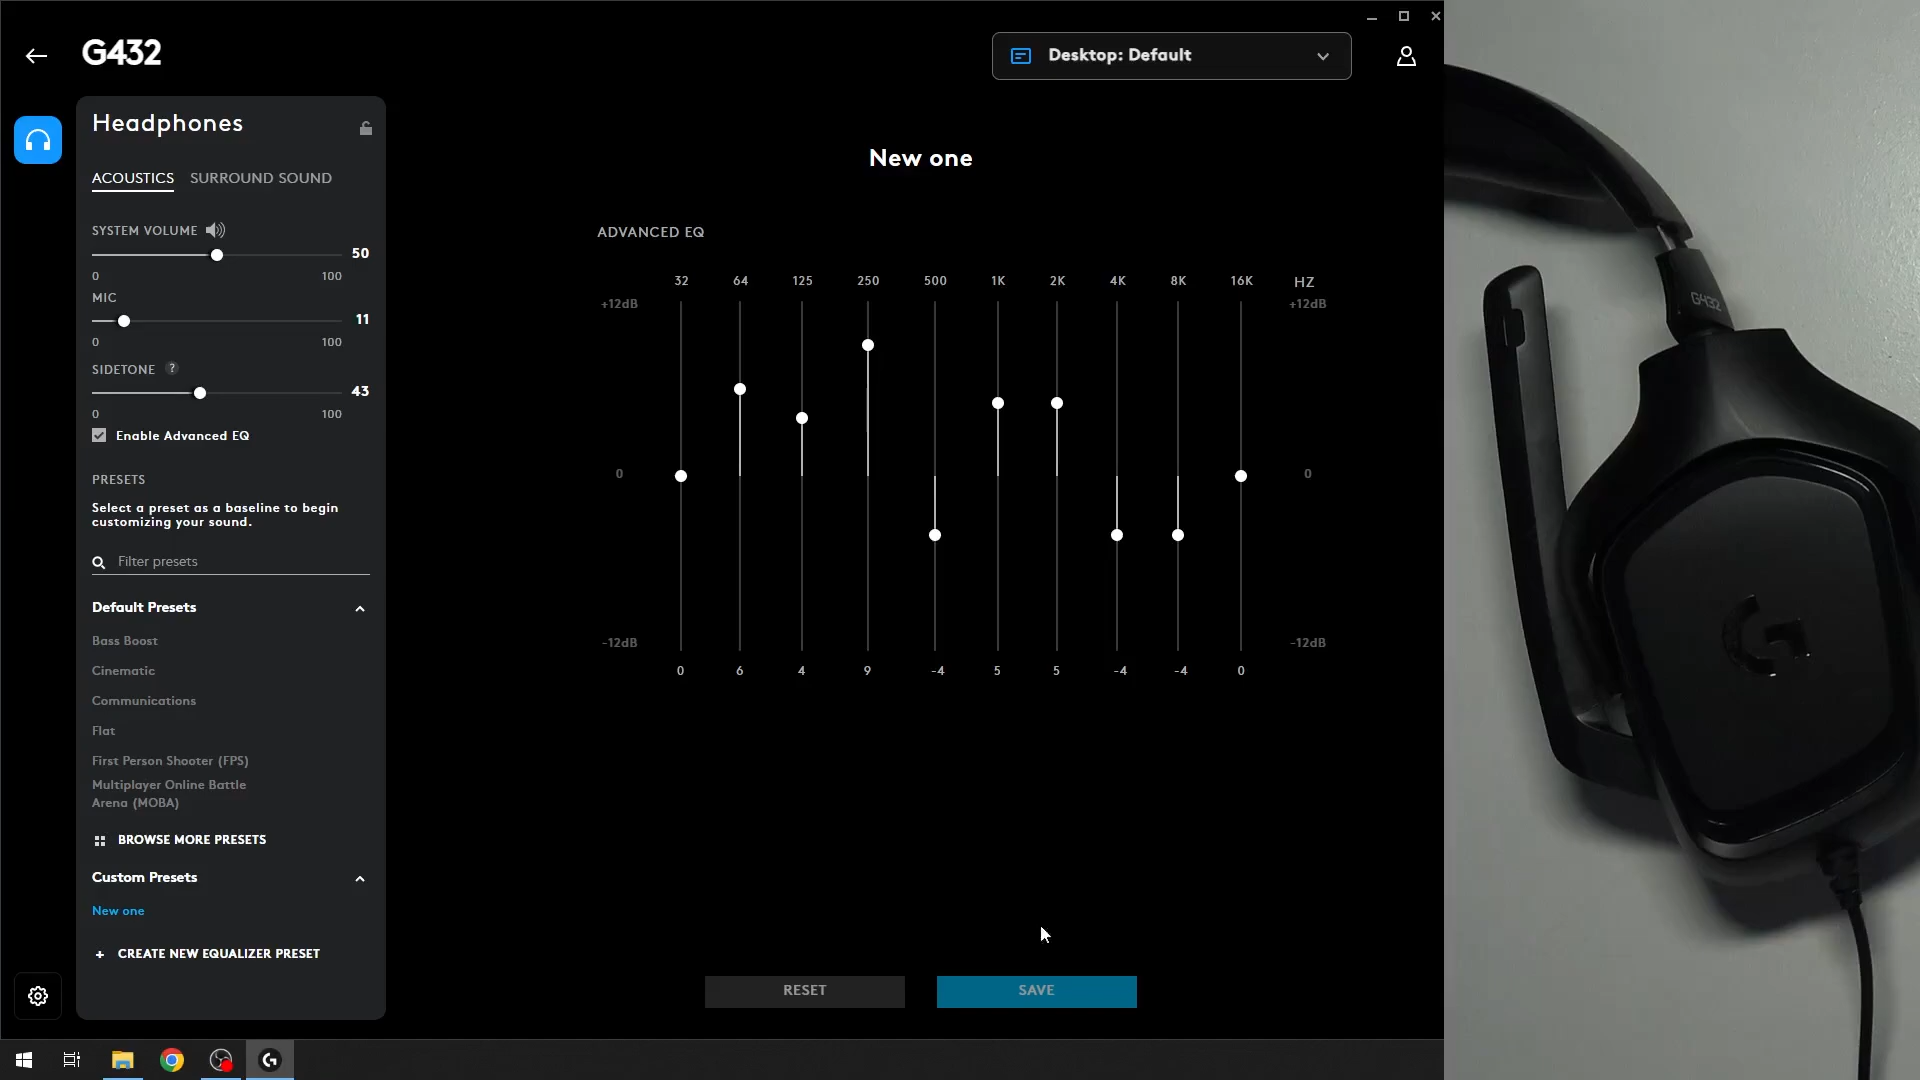 G432
Desktop: Default
Headphones
ACOUSTICS SURROUND SOUND
SYSTEM VOLUME
50
0 100
MIC
11
0 100
SIDETONE ?
43
0 100
Enable Advanced EQ
PRESETS
Select a preset as a baseline to begin
customizing your sound.
Filter presets
Default Presets
Bass Boost
Cinematic
Communications
Flat
First Person Shooter (FPS)
Multiplayer Online Battle
Arena (MOBA)
BROWSE MORE PRESETS
Custom Presets
New one
+ CREATE NEW EQUALIZER PRESET
New one
ADVANCED EQ
32 64 125 250 500 1K 2K 4K 8K 16K HZ
+12dB +12dB
0 0
-12dB -12dB
0 6 4 9 -4 5 5 -4 -4 0
RESET SAVE
G432